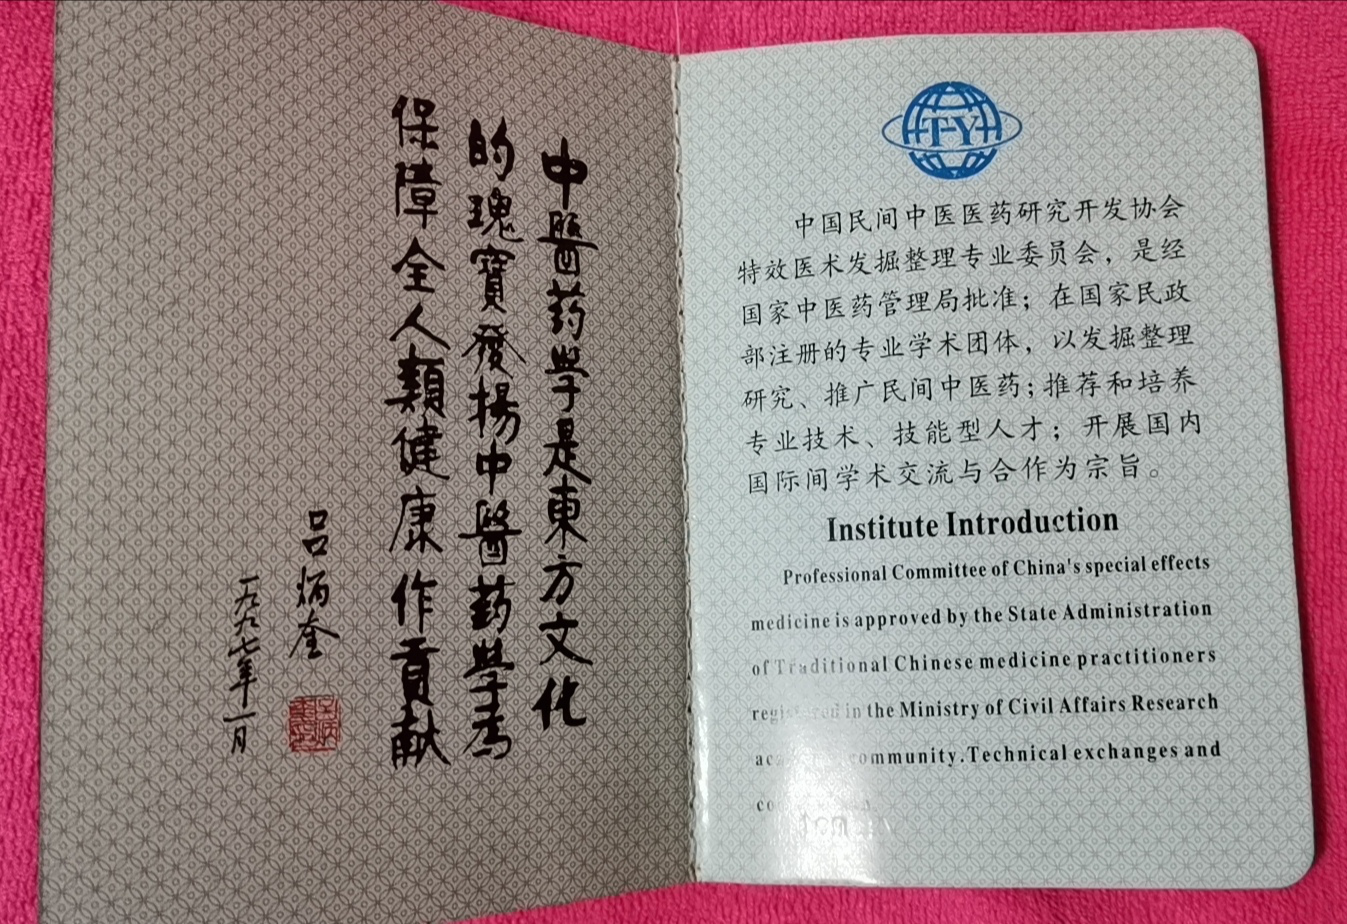 中醫药學是東方文化
的瑰寶發揚中醫药學为
保障全人類健康作貢献
吕炳奎
一九九七年一月
TY
中国民间中医医药研究开发协会
特效医术发掘整理专业委员会，是经
国家中医药管理局批准；在国家民政
部注册的专业学术团体，以发掘整理
研究、推广民间中医药；推荐和培养
专业技术、技能型人才；开展国内
国际间学术交流与合作为宗旨。
Institute Introduction
Professional Committee of China's special effects
medicine is approved by the State Administration
of Traditional Chinese medicine practitioners
registered in the Ministry of Civil Affairs Research
community.Technical exchanges and